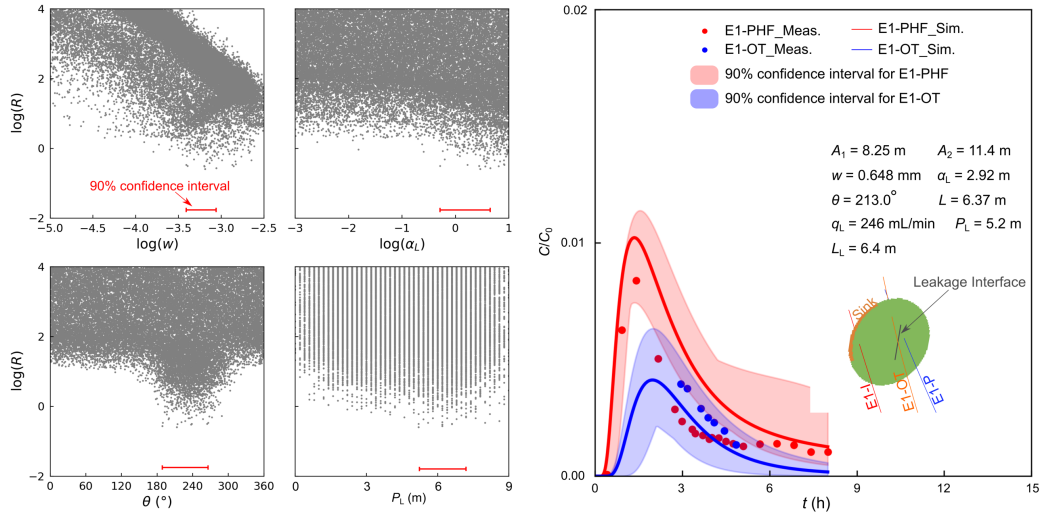 4
2
0
−2
log(R)
−5.0
−4.5
−4.0
−3.5
−3.0
−2.5
log(w)
90% confidence interval
−3
−2
−1
0
1
log(αL)
4
2
0
−2
log(R)
0
60
120
180
240
300
360
θ (°)
0
3
6
9
PL (m)
0.02
0.01
0.00
C/C0
0
3
6
9
12
15
t (h)
E1-PHF_Meas.
E1-PHF_Sim.
E1-OT_Meas.
E1-OT_Sim.
90% confidence interval for E1-PHF
90% confidence interval for E1-OT
A1 = 8.25 m A2 = 11.4 m
w = 0.648 mm αL = 2.92 m
θ = 213.0° L = 6.37 m
qL = 246 mL/min PL = 5.2 m
LL = 6.4 m
Leakage Interface
Sink
E1-I
E1-OT
E1-P